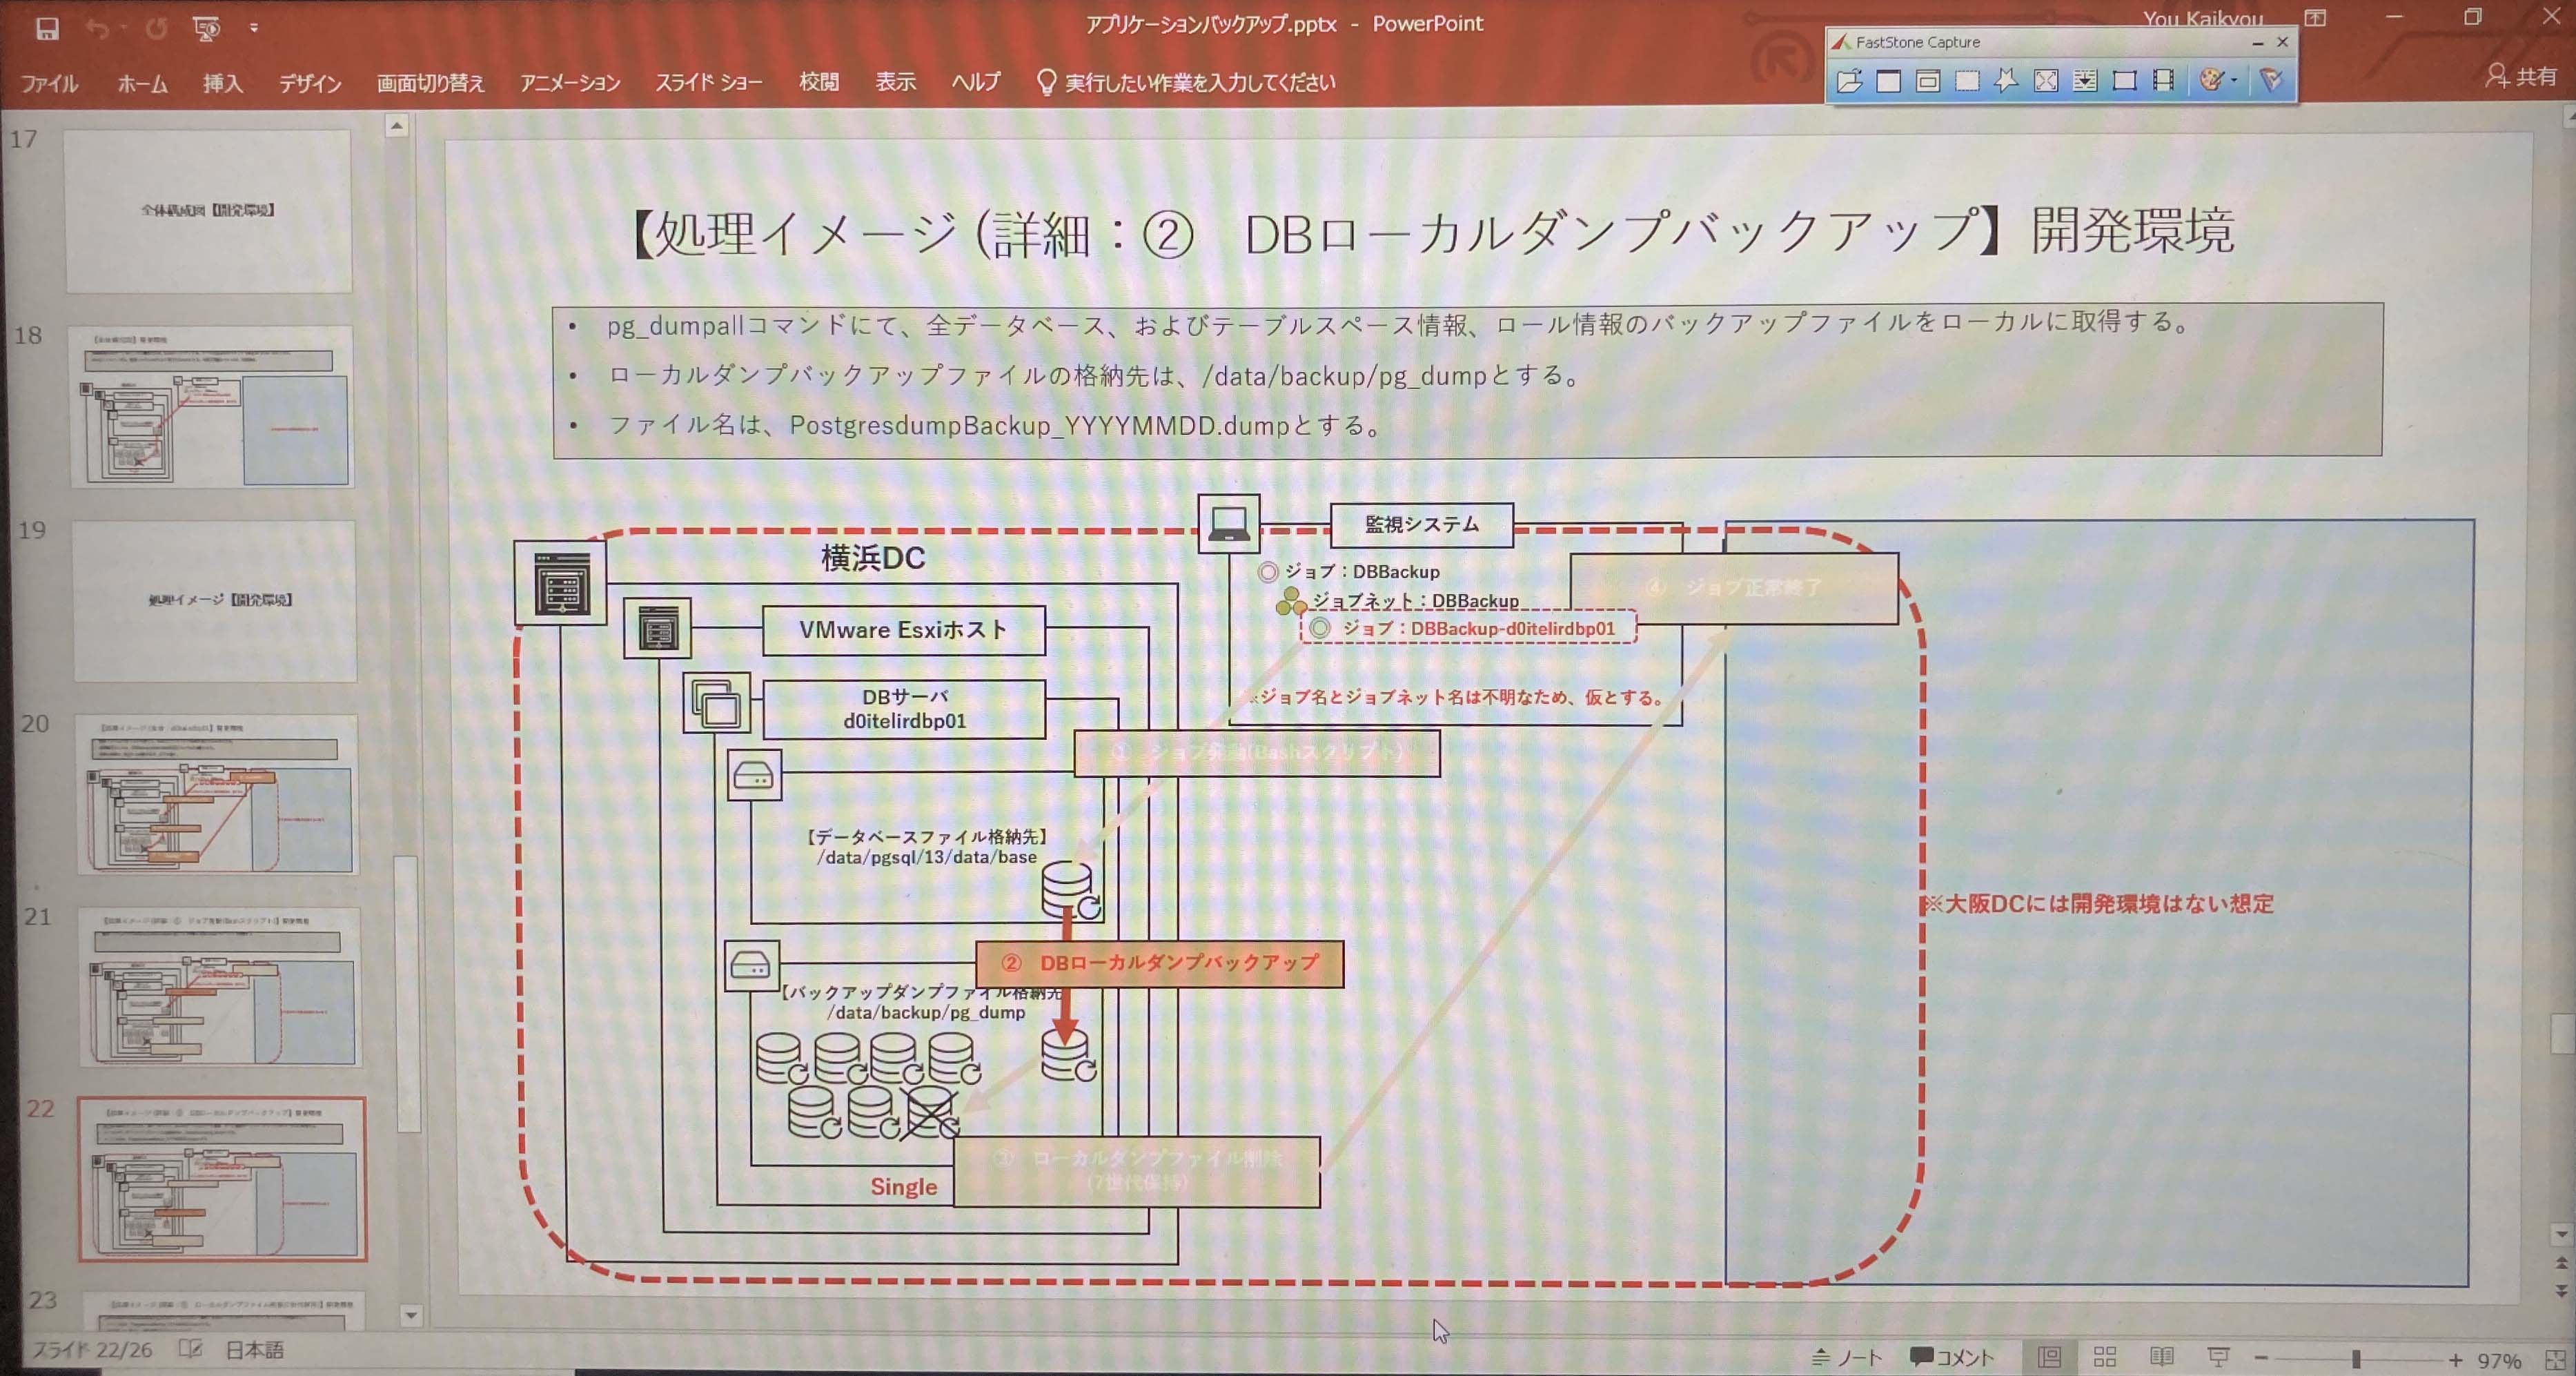 アプリケーションバックアップ.pptx - PowerPoint
You Kaikyou
FastStone Capture
ファイル ホーム 挿入 デザイン 画面切り替え アニメーション スライド ショー 校閲 表示 ヘルプ 実行したい作業を入力してください
共有
17
全体構成図【開発環境】
18
19
処理イメージ【開発環境】
20
21
22
23
【処理イメージ (詳細：②　DBローカルダンプバックアップ】開発環境
• pg_dumpallコマンドにて、全データベース、およびテーブルスペース情報、ロール情報のバックアップファイルをローカルに取得する。
• ローカルダンプバックアップファイルの格納先は、/data/backup/pg_dumpとする。
• ファイル名は、PostgresdumpBackup_YYYYMMDD.dumpとする。
監視システム
横浜DC
ジョブ：DBBackup
ジョブネット：DBBackup
ジョブ：DBBackup-d0itelirdbp01
④　ジョブ正常終了
VMware Esxiホスト
DBサーバ
d0itelirdbp01
※ジョブ名とジョブネット名は不明なため、仮とする。
①　ジョブ発動(Bashスクリプト)
【データベースファイル格納先】
/data/pgsql/13/data/base
※大阪DCには開発環境はない想定
②　DBローカルダンプバックアップ
【バックアップダンプファイル格納先
/data/backup/pg_dump
③　ローカルダンプファイル削除
(7世代保持)
Single
スライド 22/26 日本語
ノート コメント 97%